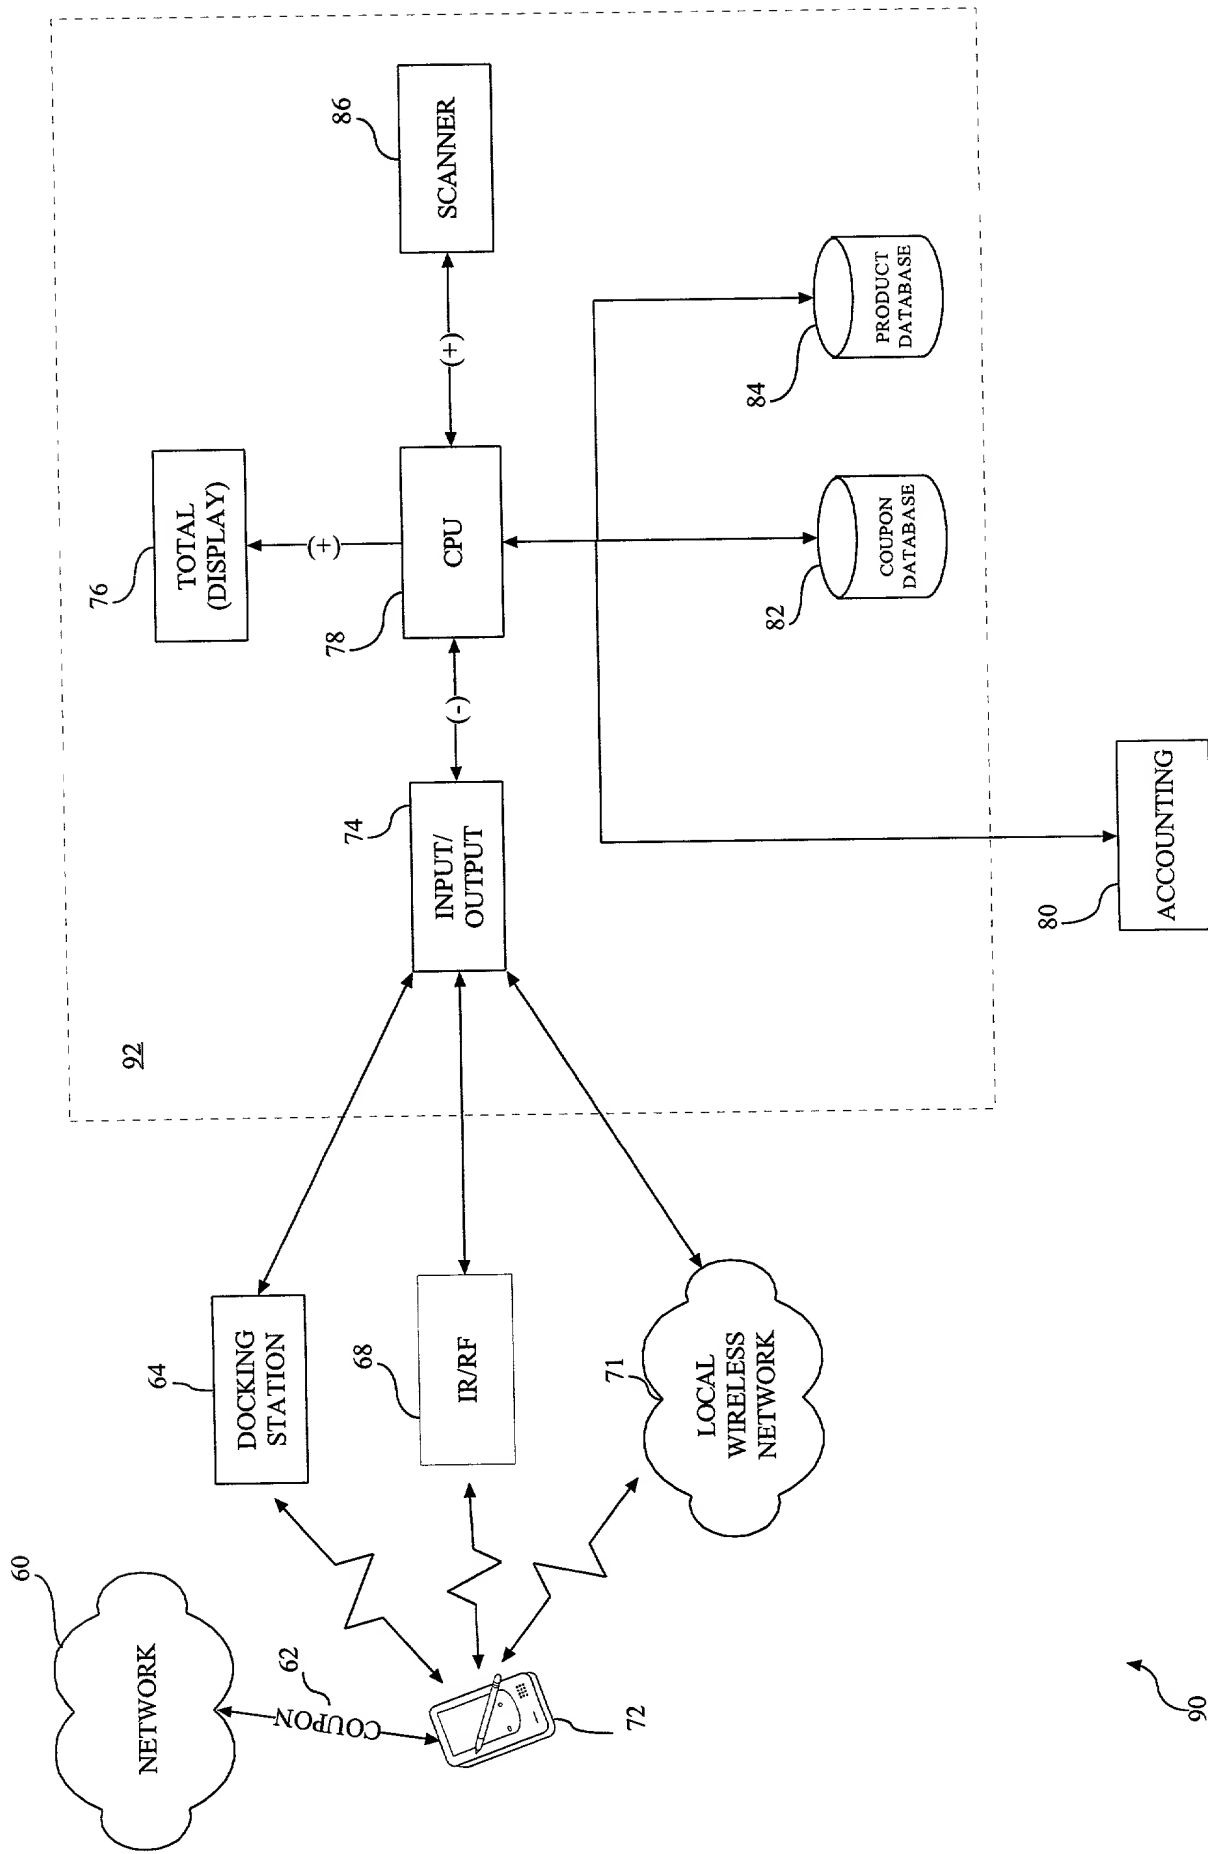 60
NETWORK
62
COUPON
72
64
DOCKING
STATION
68
IR/RF
71
LOCAL
WIRELESS
NETWORK
92
74
INPUT/
OUTPUT
(-)
76
TOTAL
(DISPLAY)
(+)
78
CPU
(+)
86
SCANNER
82
COUPON
DATABASE
84
PRODUCT
DATABASE
80
ACCOUNTING
90